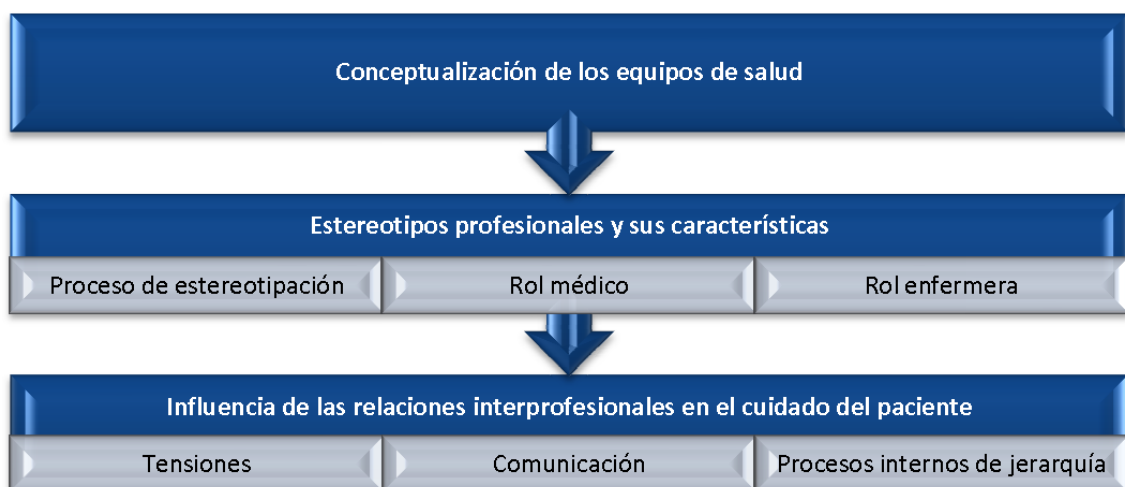 Conceptualización de los equipos de salud
Estereotipos profesionales y sus características
Proceso de estereotipación
Rol médico
Rol enfermera
Influencia de las relaciones interprofesionales en el cuidado del paciente
Tensiones
Comunicación
Procesos internos de jerarquía